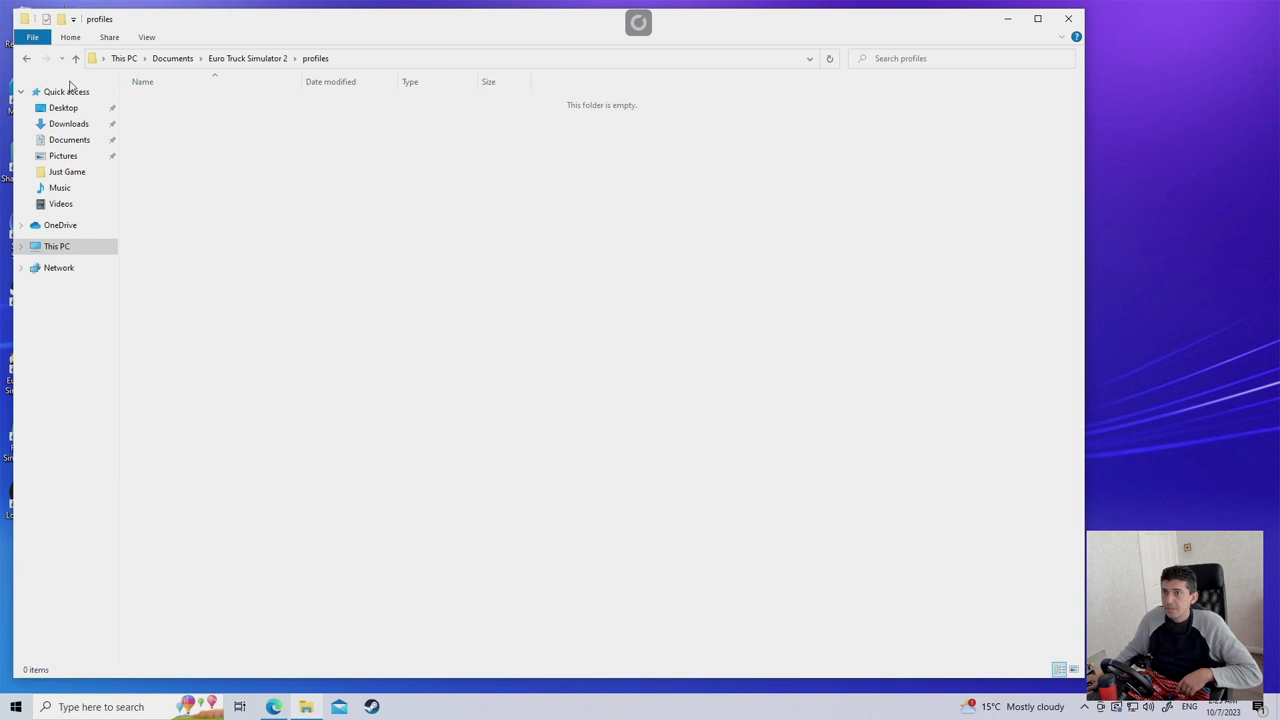 profiles
File
Home
Share
View
This PC
Documents
Euro Truck Simulator 2
profiles
Search profiles
Name
Date modified
Type
Size
This folder is empty.
Quick access
Desktop
Downloads
Documents
Pictures
Just Game
Music
Videos
OneDrive
This PC
Network
0 items
Type here to search
15°C Mostly cloudy
ENG
10/7/2023